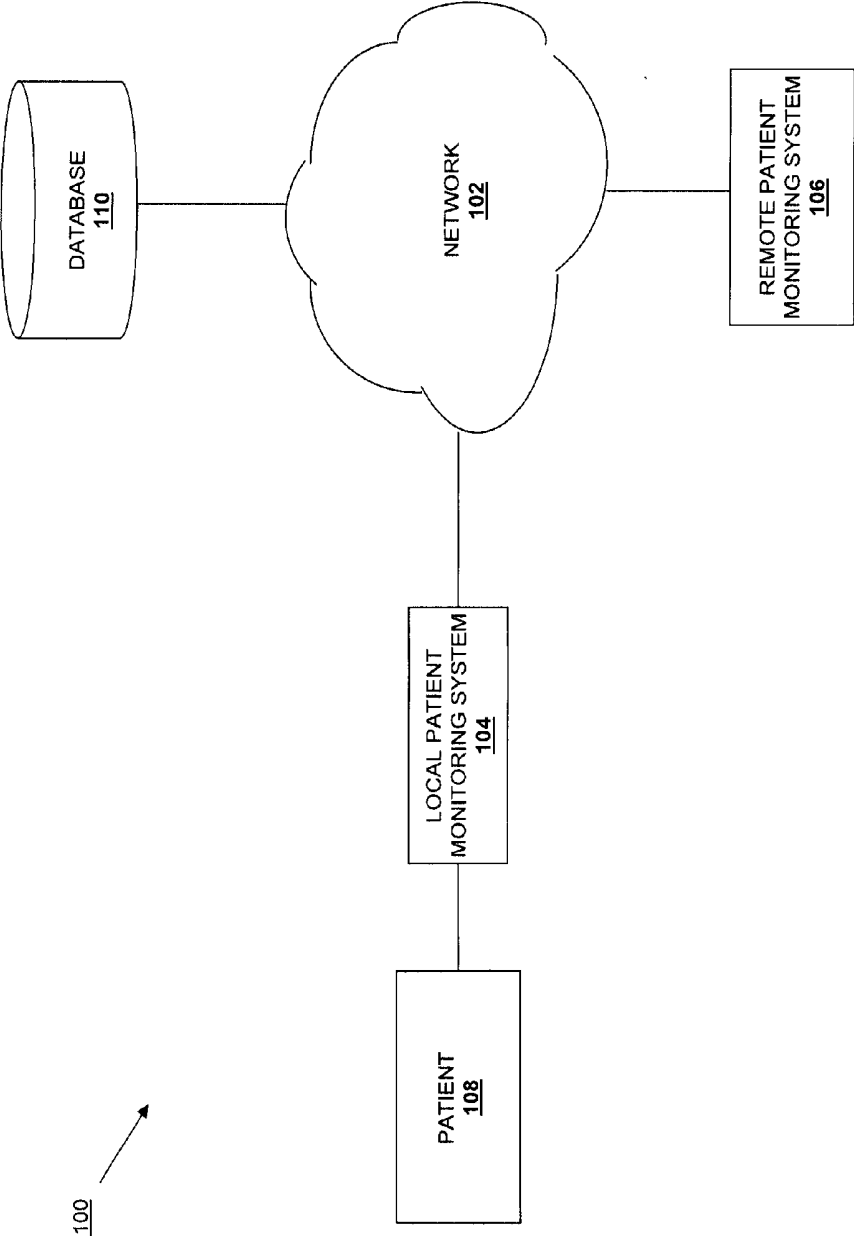 100
PATIENT
108
LOCAL PATIENT
MONITORING SYSTEM
104
DATABASE
110
NETWORK
102
REMOTE PATIENT
MONITORING SYSTEM
106